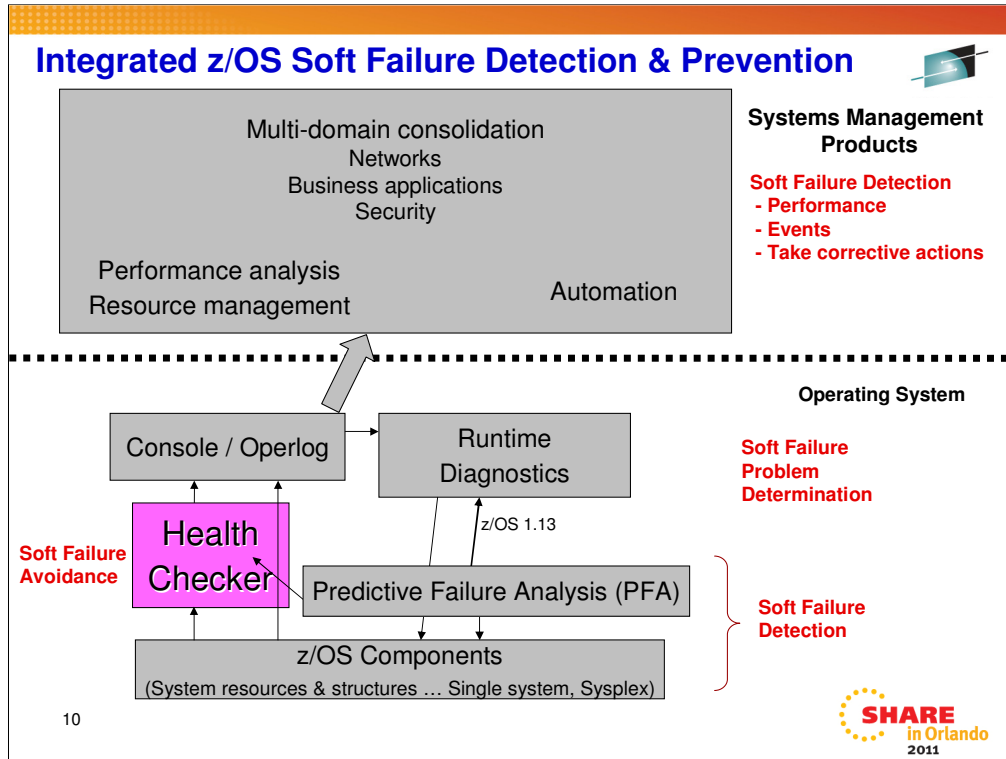 Integrated z/OS Soft Failure Detection & Prevention
Multi-domain consolidation
Networks
Business applications
Security
Performance analysis
Resource management
Automation
Systems Management
Products
Soft Failure Detection
- Performance
- Events
- Take corrective actions
Operating System
Console / Operlog
Runtime
Diagnostics
Soft Failure
Problem
Determination
z/OS 1.13
Health
Checker
Soft Failure
Avoidance
Predictive Failure Analysis (PFA)
Soft Failure
Detection
z/OS Components
(System resources & structures … Single system, Sysplex)
10
SHARE
in Orlando
2011